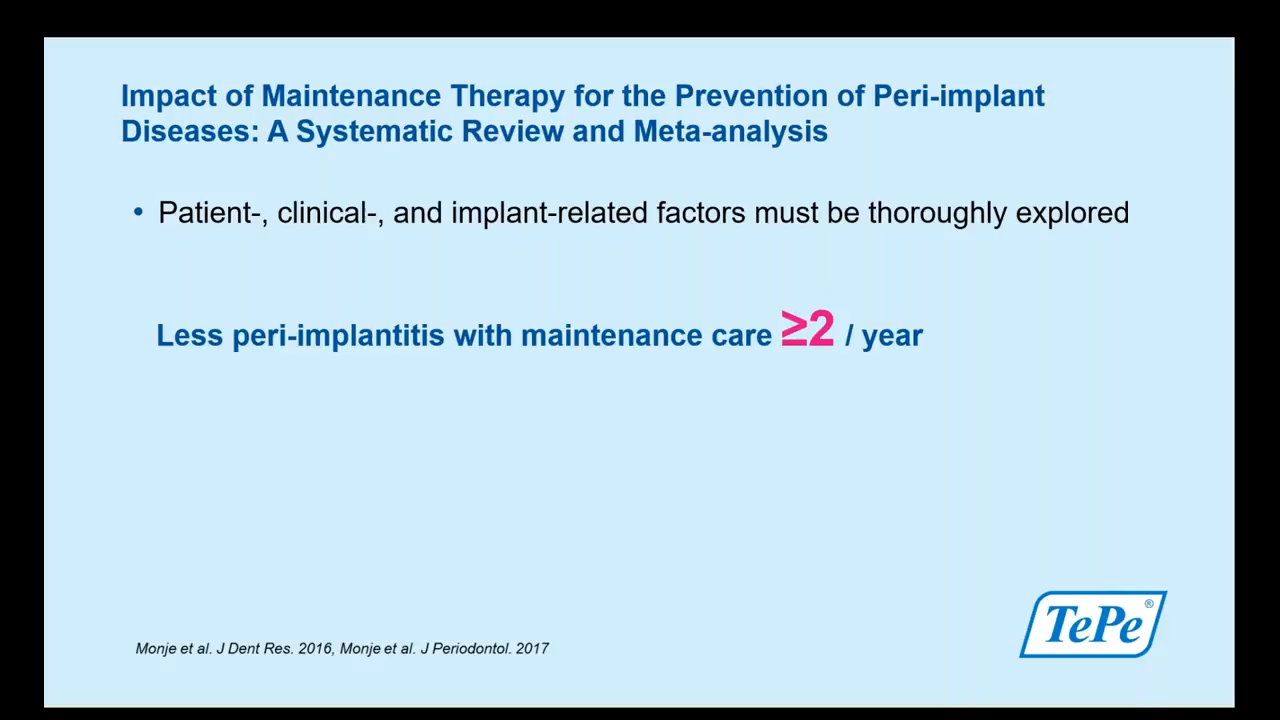 Impact of Maintenance Therapy for the Prevention of Peri-implant
Diseases: A Systematic Review and Meta-analysis
• Patient-, clinical-, and implant-related factors must be thoroughly explored
Less peri-implantitis with maintenance care ≥2 / year
Monje et al. J Dent Res. 2016, Monje et al. J Periodontol. 2017
TePe®